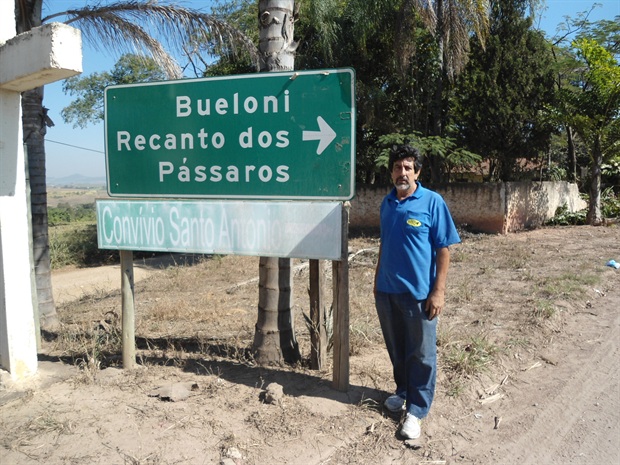 Bueloni
Recanto dos
Pássaros
Convívio Santo Antonio